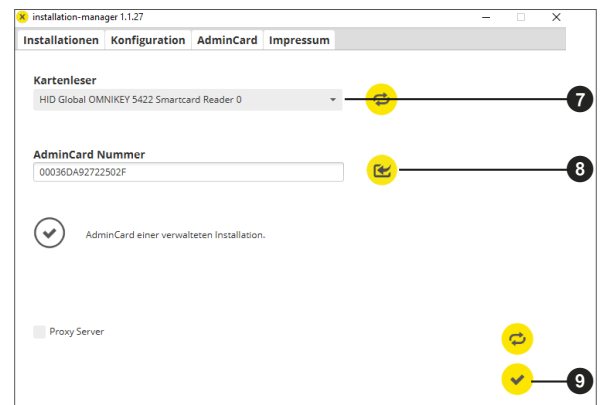 installation-manager 1.1.27
Installationen Konfiguration AdminCard Impressum
Kartenleser
HID Global OMNIKEY 5422 Smartcard Reader 0
7
AdminCard Nummer
00036DA92722502F
8
AdminCard einer verwalteten Installation.
Proxy Server
9